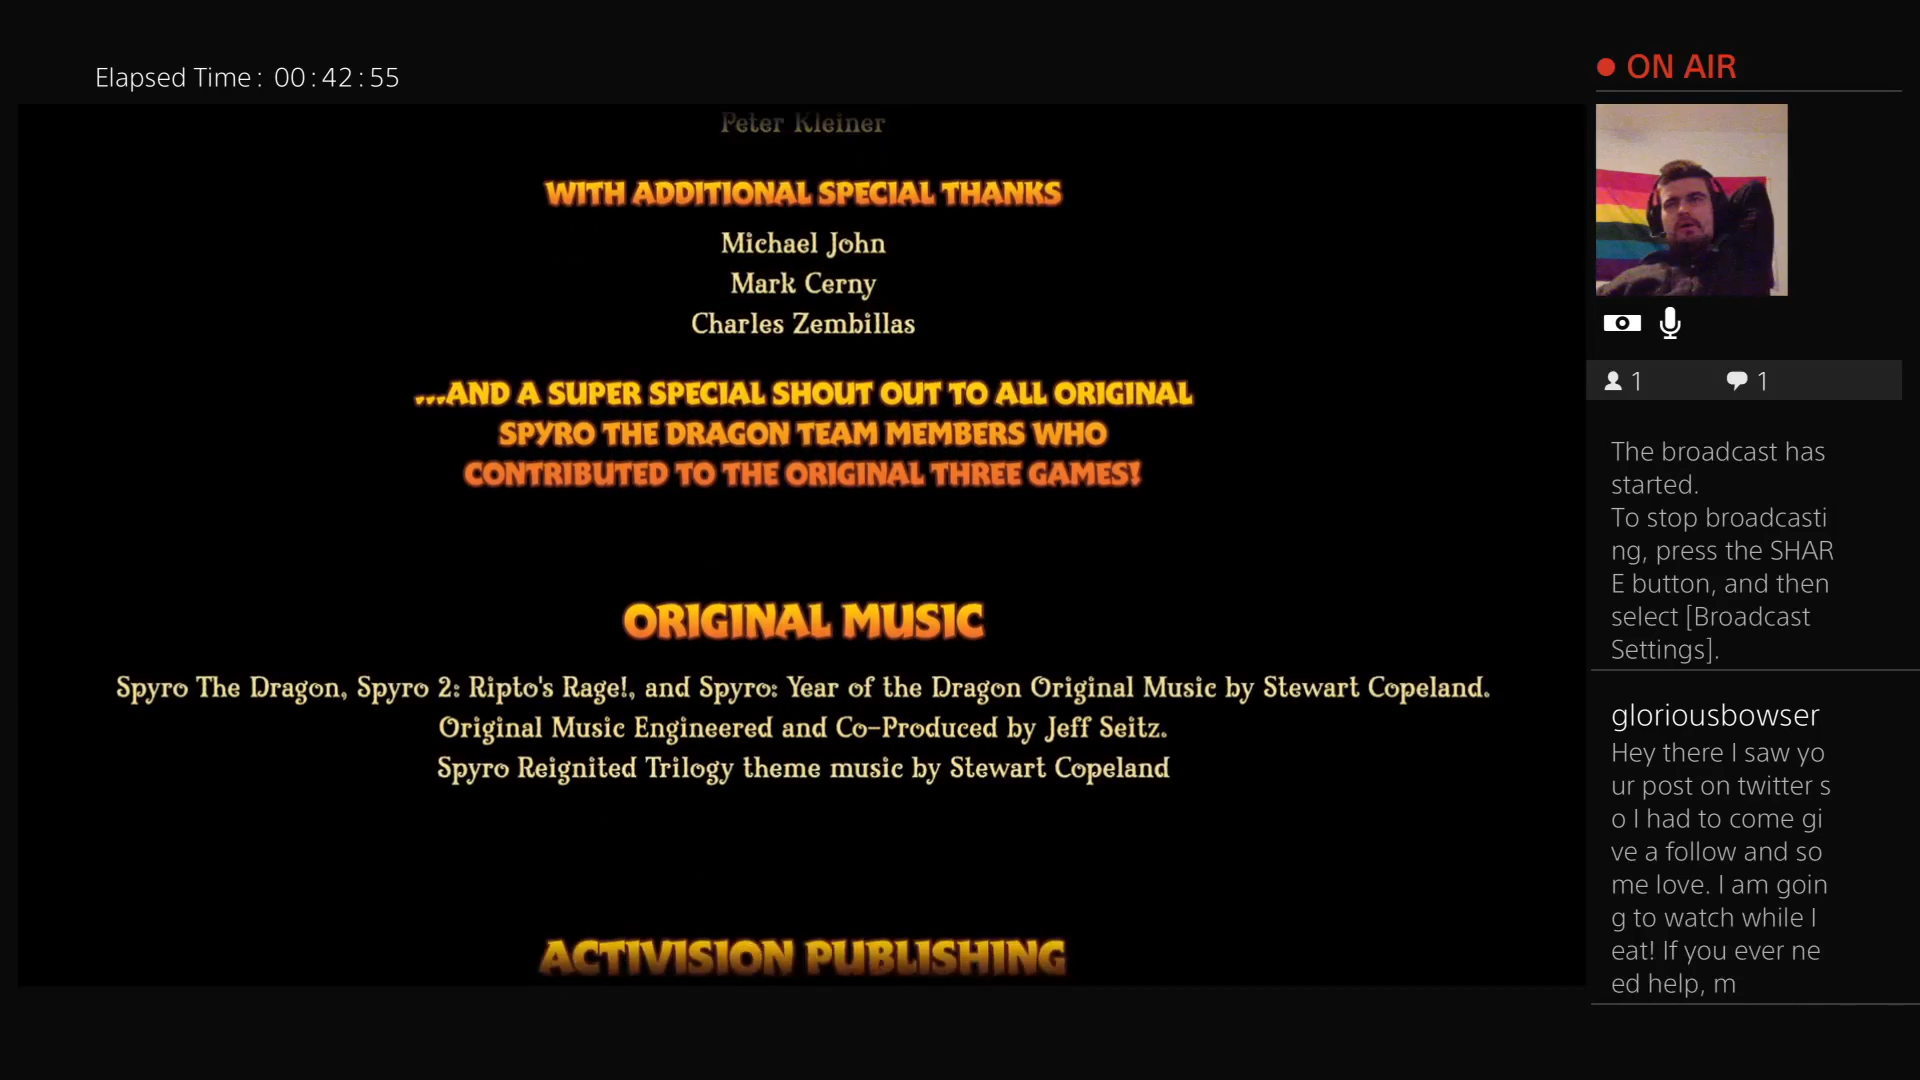 Elapsed Time: 00:42:55
ON AIR
Peter Kleiner
WITH ADDITIONAL SPECIAL THANKS
Michael John
Mark Cerny
Charles Zembillas
...AND A SUPER SPECIAL SHOUT OUT TO ALL ORIGINAL
SPYRO THE DRAGON TEAM MEMBERS WHO
CONTRIBUTED TO THE ORIGINAL THREE GAMES!
ORIGINAL MUSIC
Spyro The Dragon, Spyro 2: Ripto's Rage!, and Spyro: Year of the Dragon Original Music by Stewart Copeland.
Original Music Engineered and Co-Produced by Jeff Seitz.
Spyro Reignited Trilogy theme music by Stewart Copeland
ACTIVISION PUBLISHING
1 1
The broadcast has
started.
To stop broadcasti
ng, press the SHAR
E button, and then
select [Broadcast
Settings].
gloriousbowser
Hey there I saw yo
ur post on twitter s
o I had to come gi
ve a follow and so
me love. I am goin
g to watch while I
eat! If you ever ne
ed help, m